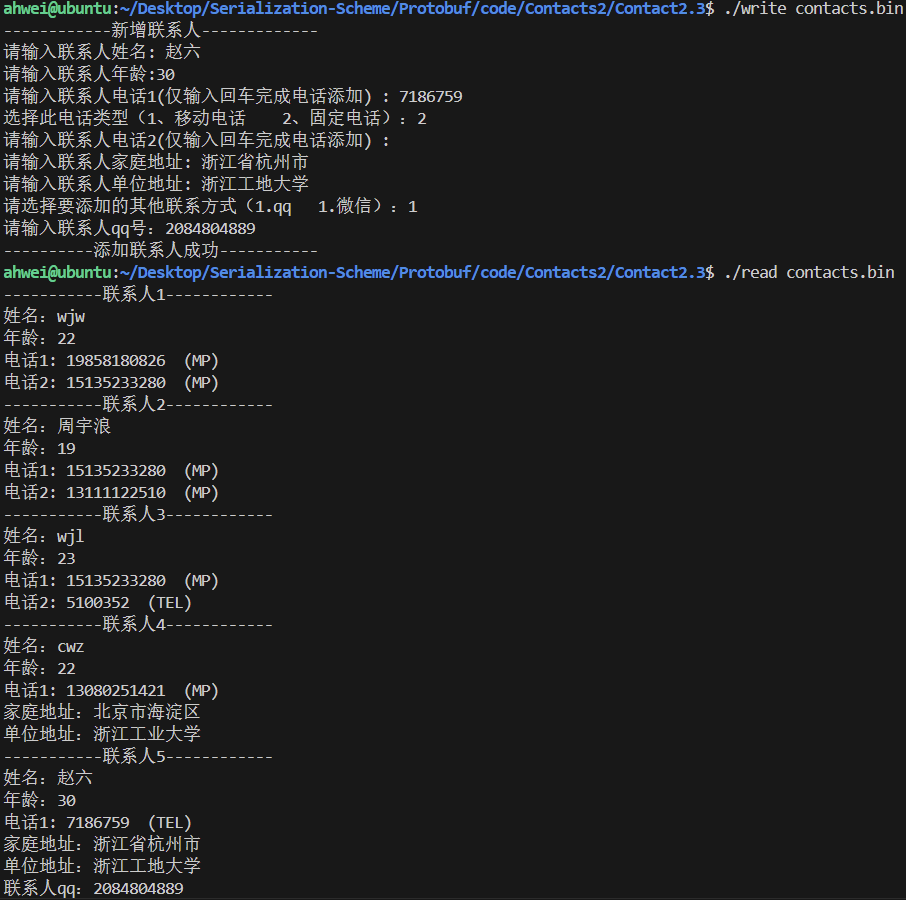 ahwei@ubuntu:~/Desktop/Serialization-Scheme/Protobuf/code/Contacts2/Contact2.3$ ./write contacts.bin
------------新增联系人-------------
请输入联系人姓名: 赵六
请输入联系人年龄:30
请输入联系人电话1(仅输入回车完成电话添加) : 7186759
选择此电话类型 (1、移动电话    2、固定电话) : 2
请输入联系人电话2(仅输入回车完成电话添加) :
请输入联系人家庭地址: 浙江省杭州市
请输入联系人单位地址: 浙江工地大学
请选择要添加的其他联系方式（1.qq   1.微信）: 1
请输入联系人qq号: 2084804889
----------添加联系人成功-----------
ahwei@ubuntu:~/Desktop/Serialization-Scheme/Protobuf/code/Contacts2/Contact2.3$ ./read contacts.bin
-----------联系人1------------
姓名: wjw
年龄: 22
电话1: 19858180826  (MP)
电话2: 15135233280  (MP)
-----------联系人2------------
姓名: 周宇浪
年龄: 19
电话1: 15135233280  (MP)
电话2: 13111122510  (MP)
-----------联系人3------------
姓名: wjl
年龄: 23
电话1: 15135233280  (MP)
电话2: 5100352  (TEL)
-----------联系人4------------
姓名: cwz
年龄: 22
电话1: 13080251421  (MP)
家庭地址: 北京市海淀区
单位地址: 浙江工业大学
-----------联系人5------------
姓名: 赵六
年龄: 30
电话1: 7186759  (TEL)
家庭地址: 浙江省杭州市
单位地址: 浙江工地大学
联系人qq: 2084804889